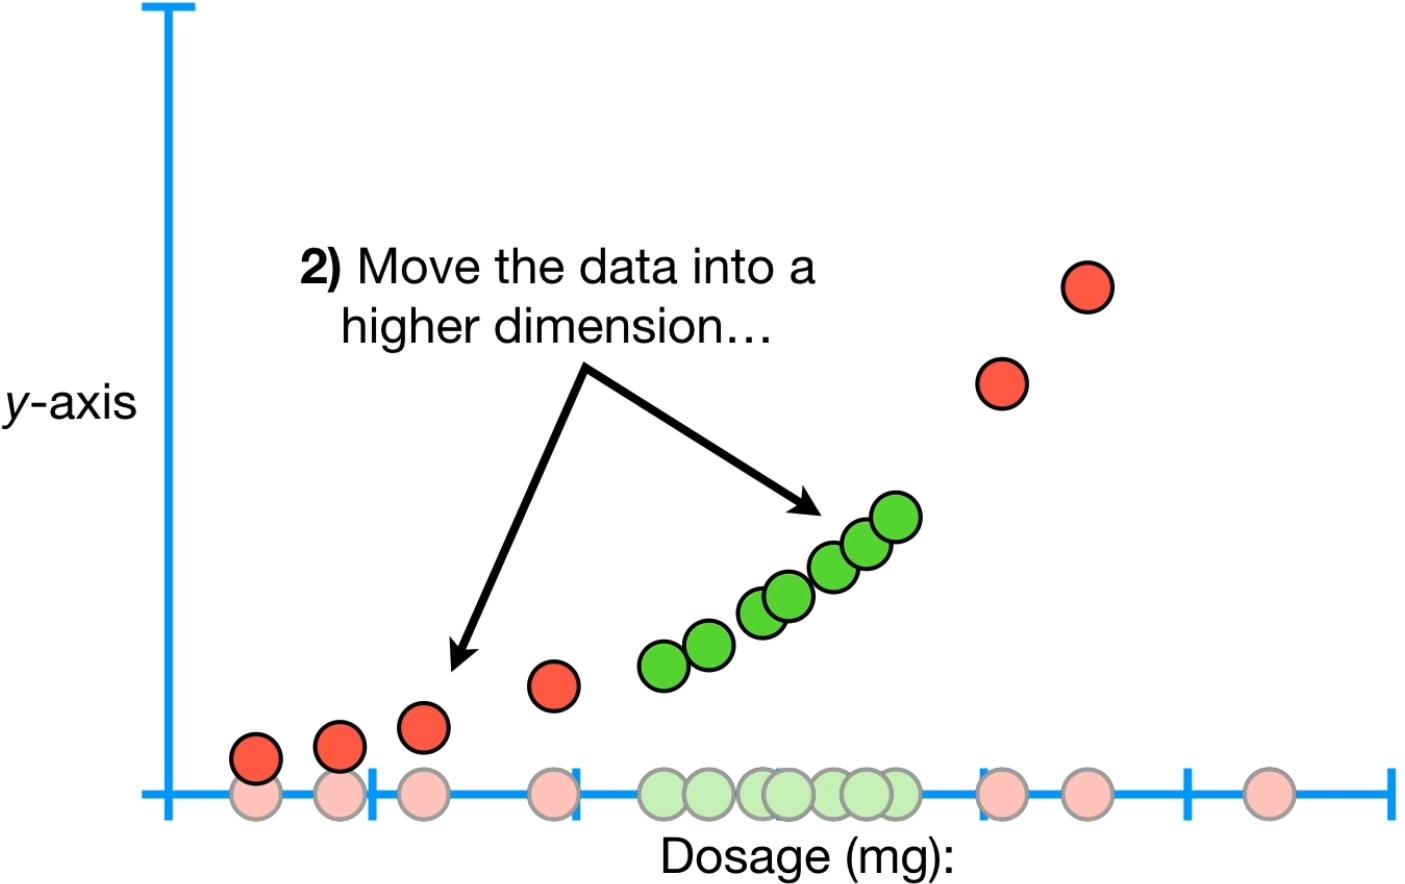 2) Move the data into a
higher dimension…
y-axis
Dosage (mg):